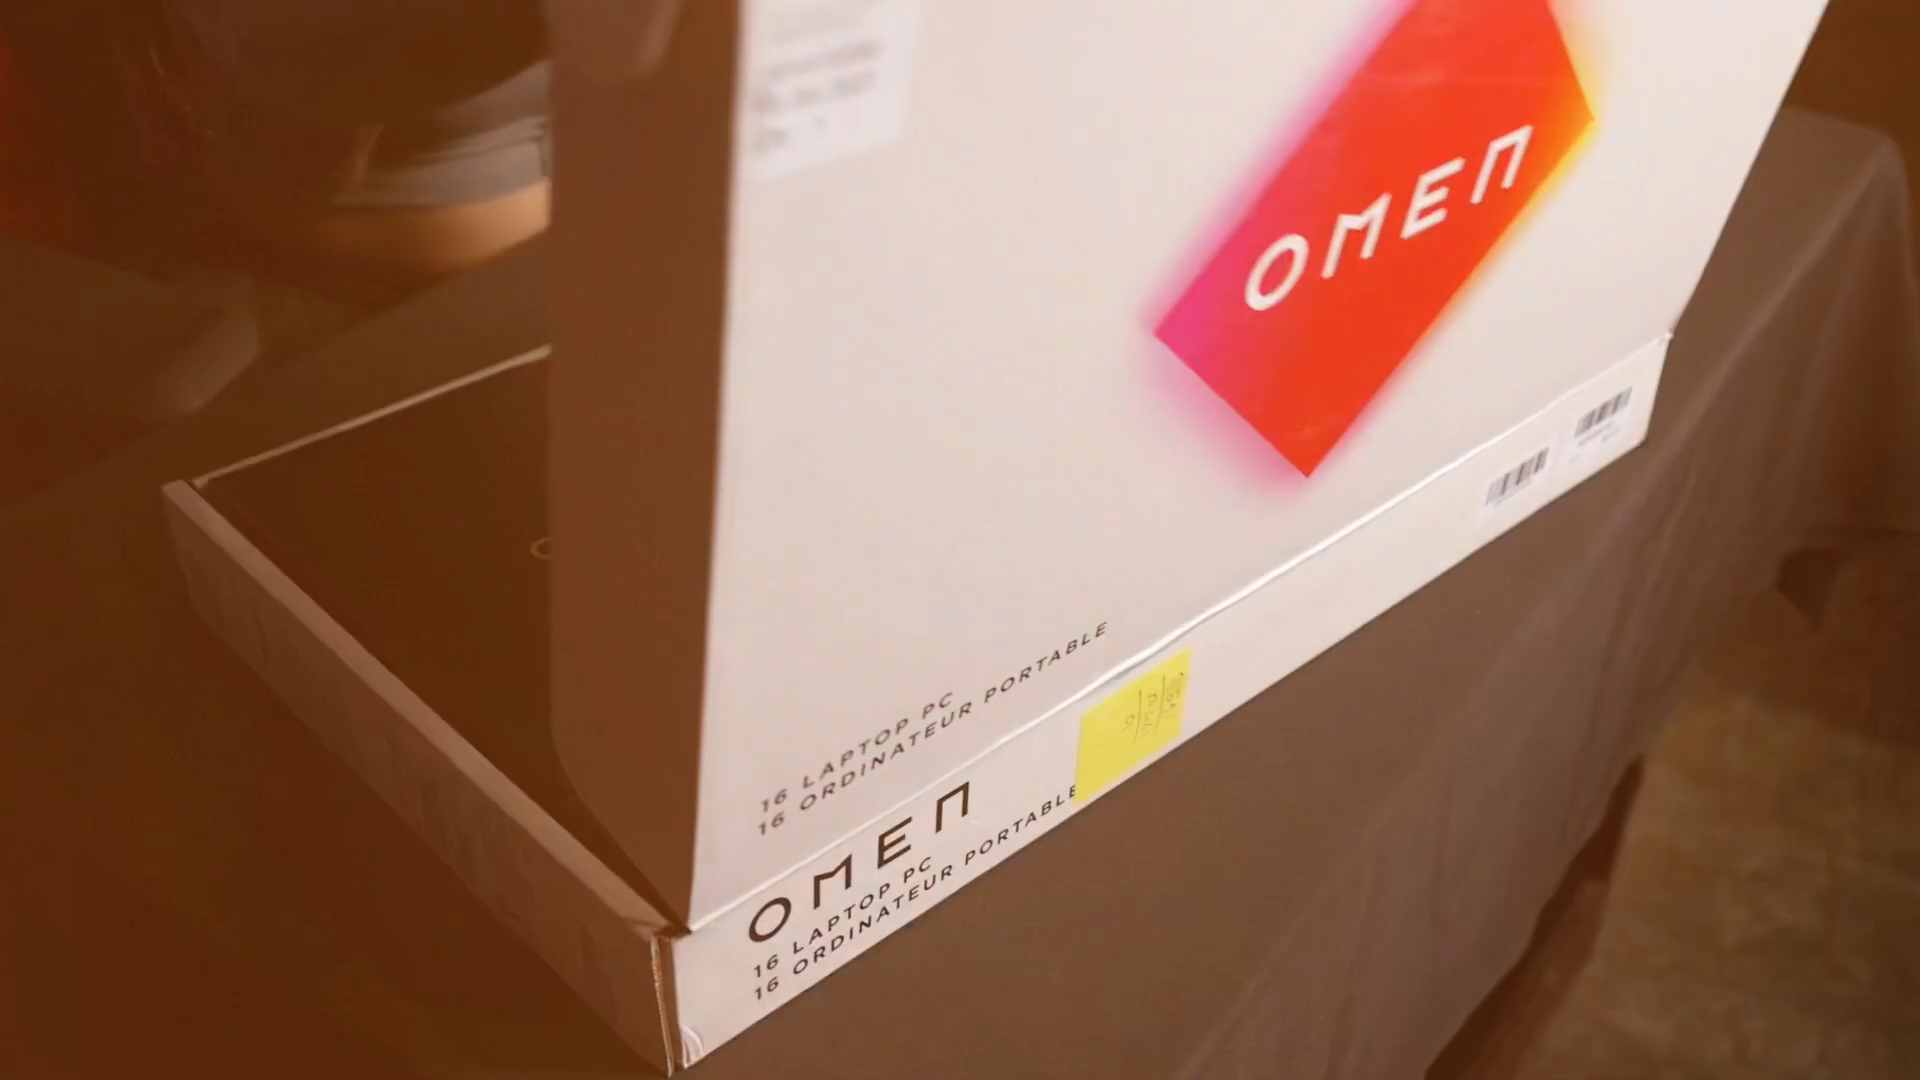 OMEN
16 LAPTOP PC
16 ORDINATEUR PORTABLE
OMEN
16 LAPTOP PC
16 ORDINATEUR PORTABLE